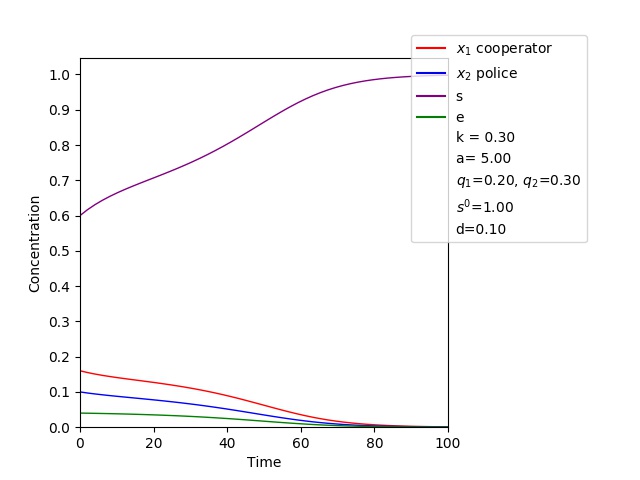 x₁ cooperator
x₂ police
s
e
k = 0.30
a= 5.00
q₁=0.20, q₂=0.30
s⁰=1.00
d=0.10
1.0
0.9
0.8
0.7
0.6
0.5
0.4
0.3
0.2
0.1
0.0
Concentration
0 20 40 60 80 100
Time